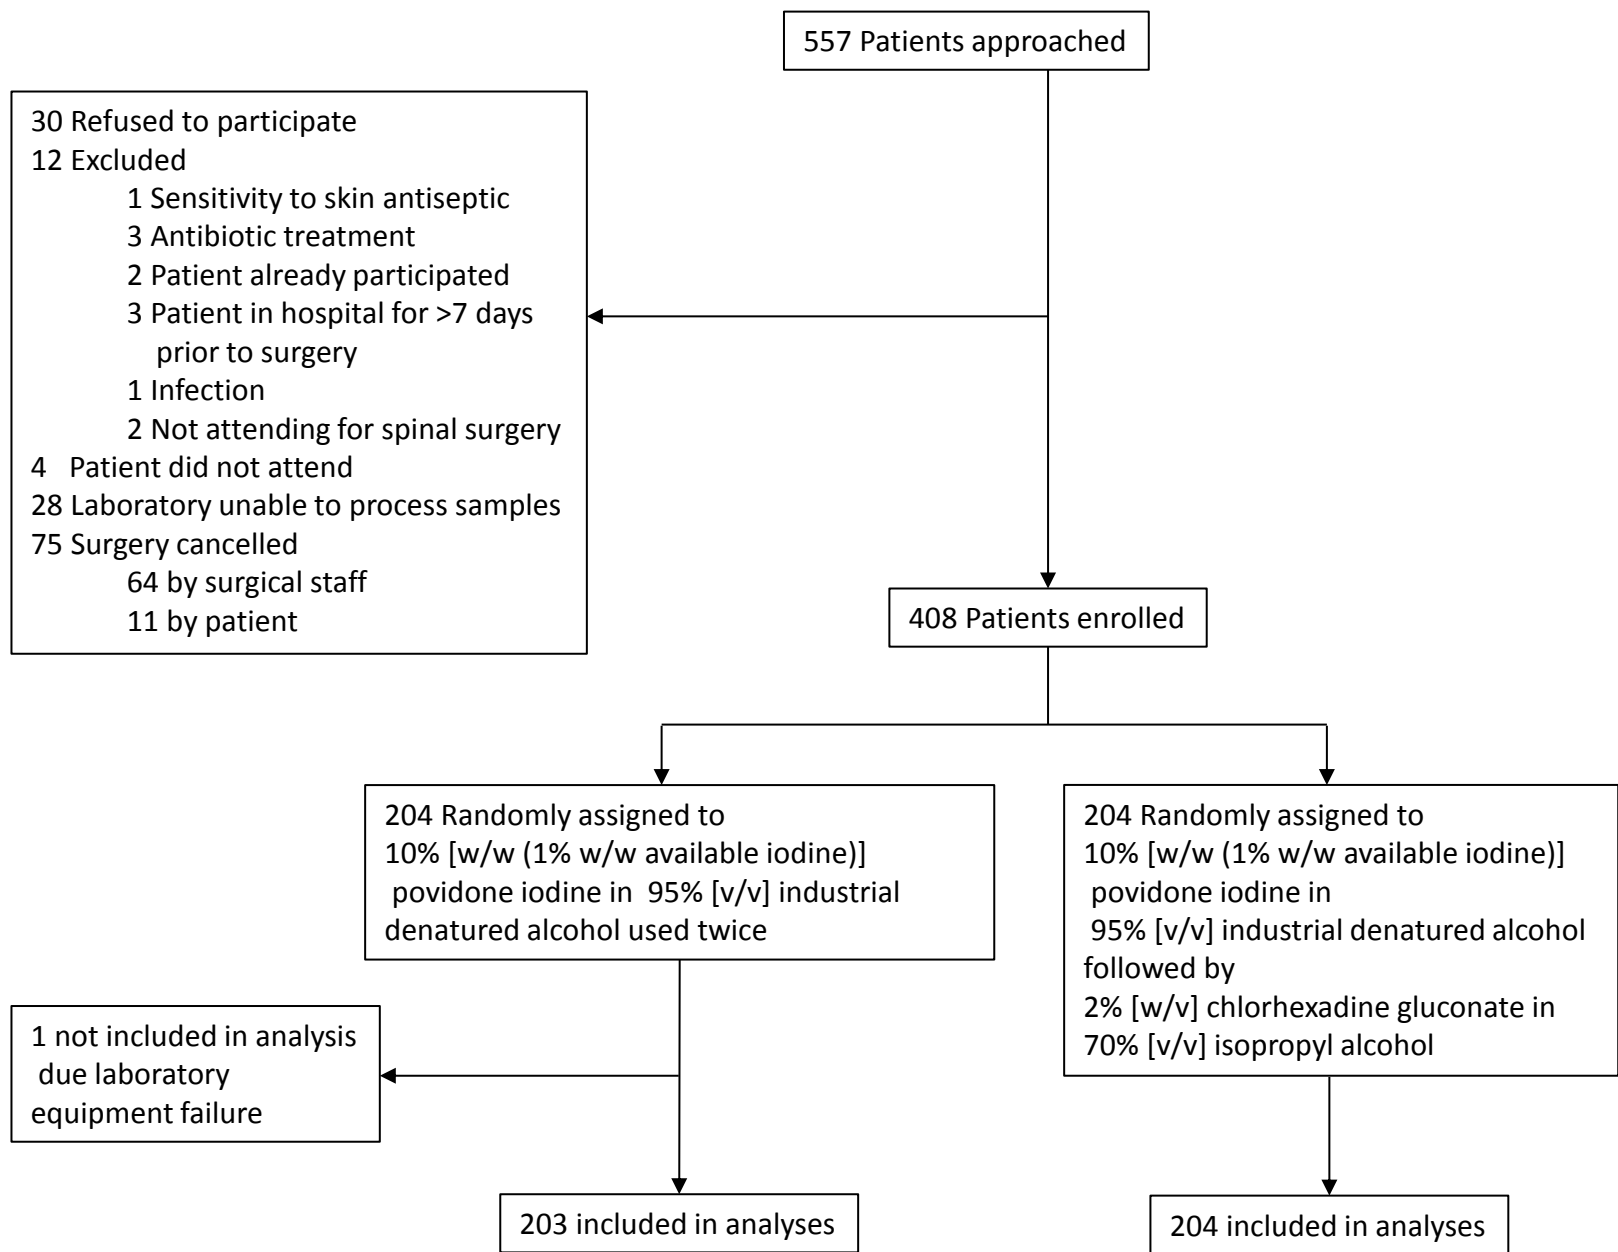 557 Patients approached
30 Refused to participate
12 Excluded
1 Sensitivity to skin antiseptic
3 Antibiotic treatment
2 Patient already participated
3 Patient in hospital for >7 days
prior to surgery
1 Infection
2 Not attending for spinal surgery
4 Patient did not attend
28 Laboratory unable to process samples
75 Surgery cancelled
64 by surgical staff
11 by patient
408 Patients enrolled
204 Randomly assigned to
10% [w/w (1% w/w available iodine)]
povidone iodine in 95% [v/v] industrial
denatured alcohol used twice
204 Randomly assigned to
10% [w/w (1% w/w available iodine)]
povidone iodine in
95% [v/v] industrial denatured alcohol
followed by
2% [w/v] chlorhexadine gluconate in
70% [v/v] isopropyl alcohol
1 not included in analysis
due laboratory
equipment failure
203 included in analyses
204 included in analyses